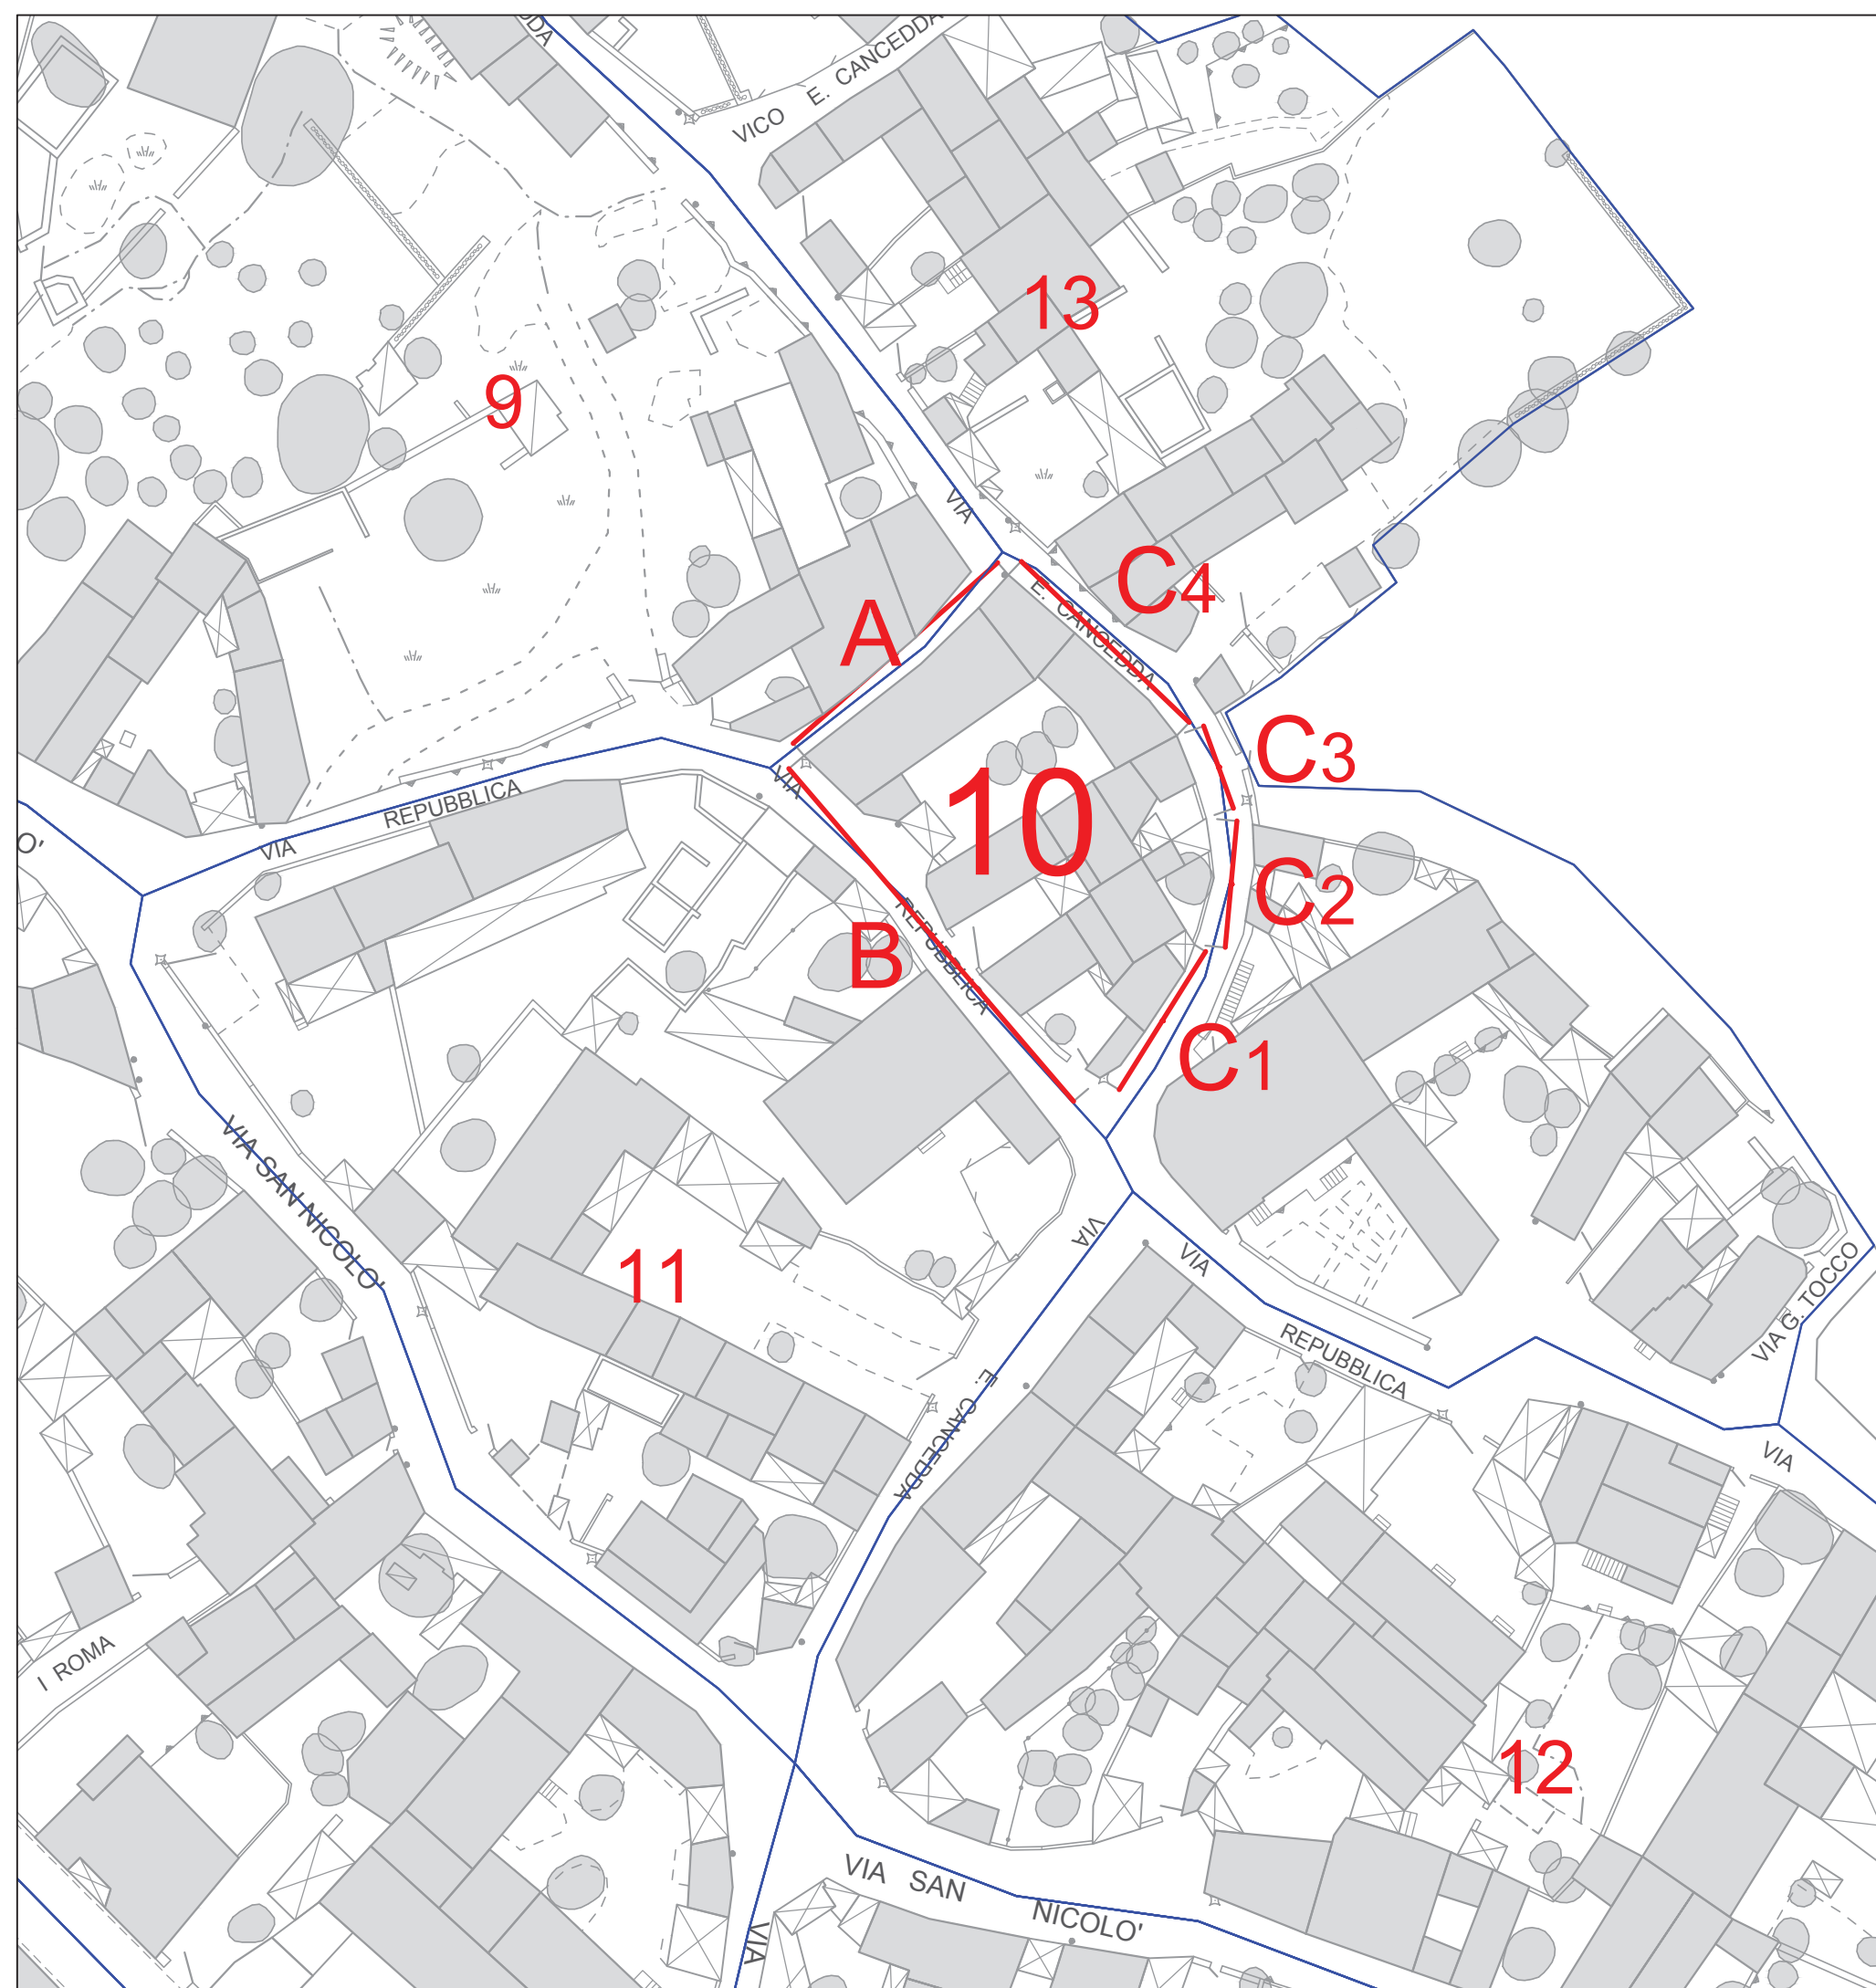 DDA
VICO E. CANCEDDA
13
9
VIA
E. CANCEDDA
C4
A
C3
10
VIA
REPUBBLICA
VIA
O'
C2
REPUBBLICA
B
C1
VIA SAN NICOLO'
VIA
VIA
11
VIA G. TOCCO
REPUBBLICA
E. CANCEDDA
VIA
I ROMA
12
VIA SAN NICOLO'
VIA